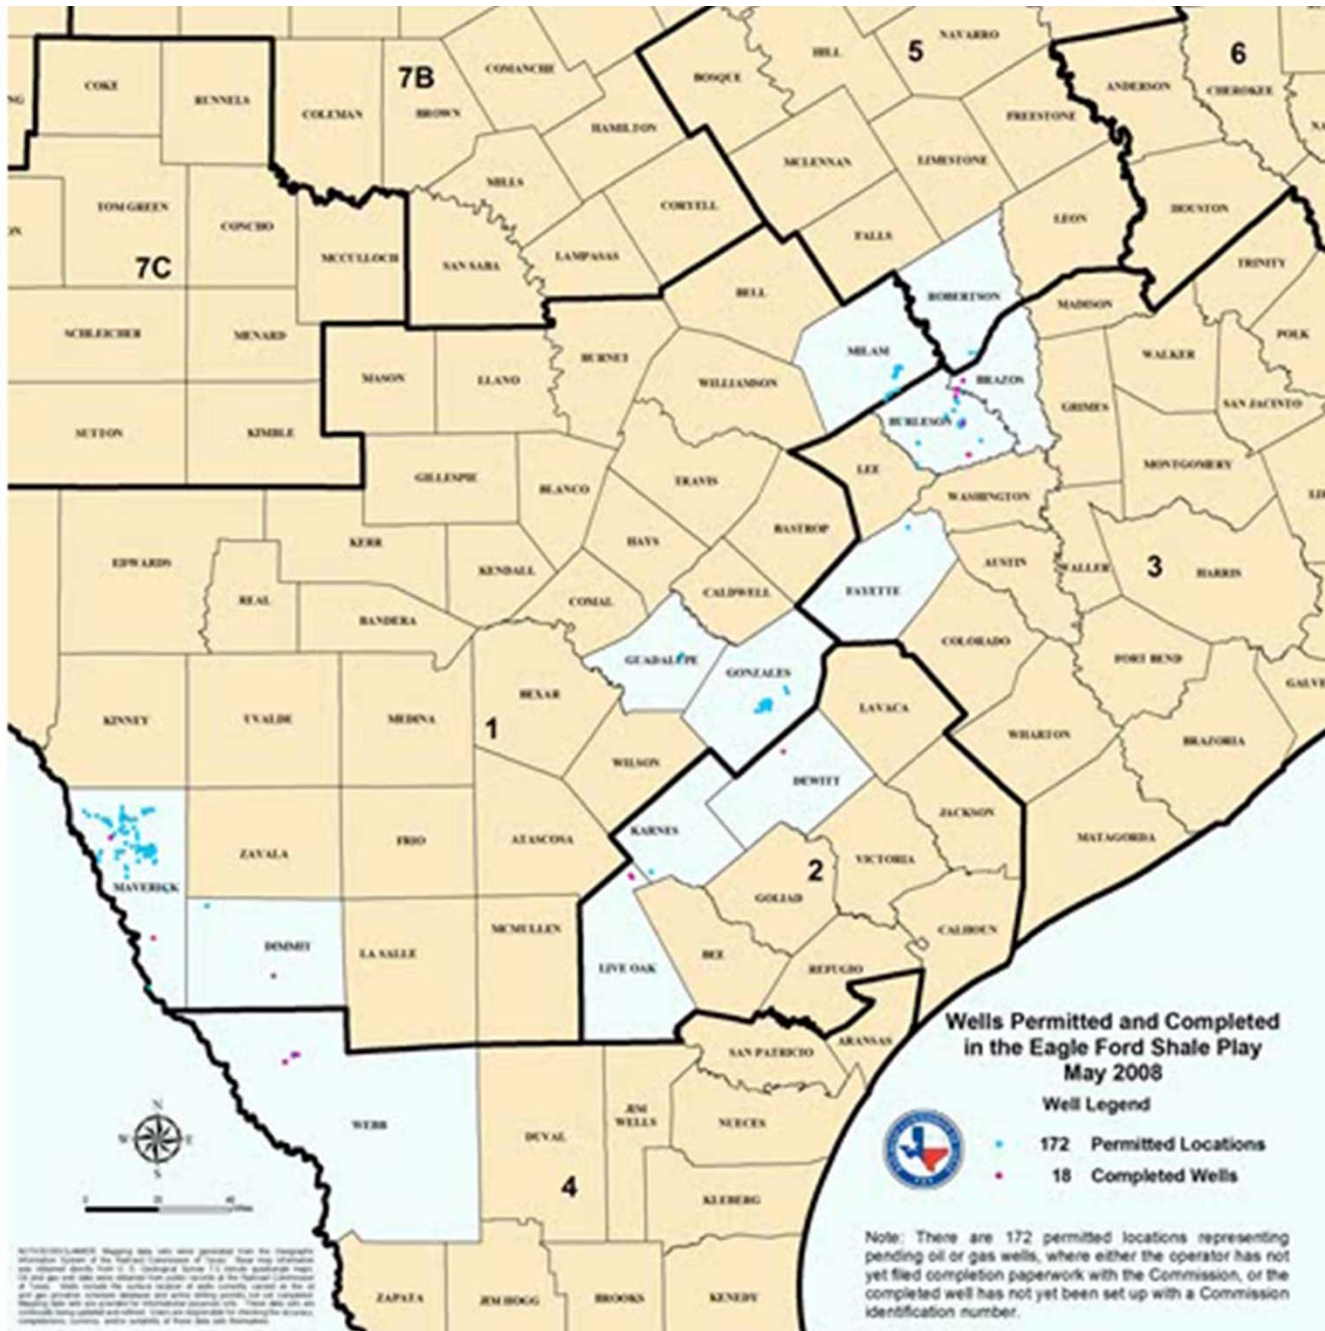 7B
5
NAVARRO
HILL
6
COMANCHE
BOSQUE
COKE
RUNNELS
COLEMAN
BROWN
ANDERSON
CHEROKEE
NG
HAMILTON
FREESTONE
MCLENNAN
LIMESTONE
MILLS
TOM GREEN
CORYELL
HOUSTON
LEON
CONCHO
FALLS
LAMPASAS
MCCULLOCH
SAN SABA
7C
TRINITY
BELL
ROBERTSON
MADISON
SCHLEICHER
MENARD
POLK
MILAM
WALKER
BURNET
MASON
LLANO
WILLIAMSON
BRAZOS
GRIMES
SAN JACINTO
SUTTON
KIMBLE
BURLESON
LEE
MONTGOMERY
GILLESPIE
BLANCO
TRAVIS
WASHINGTON
BASTROP
KERR
HAYS
EDWARDS
KENDALL
AUSTIN
WALLER
3
HARRIS
REAL
COMAL
CALDWELL
FAYETTE
BANDERA
COLORADO
GUADALUPE
FORT BEND
GONZALES
BEXAR
LAVACA
KINNEY
UVALDE
MEDINA
1
WHARTON
BRAZORIA
WILSON
DEWITT
JACKSON
KARNES
MATAGORDA
ZAVALA
FRIO
ATASCOSA
2
VICTORIA
MAVERICK
GOLIAD
CALHOUN
DIMMIT
LA SALLE
MCMULLEN
BEE
LIVE OAK
REFUGIO
Wells Permitted and Completed
in the Eagle Ford Shale Play
May 2008
ARANSAS
SAN PATRICIO
Well Legend
N
W E
S
WEBB
DUVAL
JIM
WELLS
NUECES
172 Permitted Locations
18 Completed Wells
4
KLEBERG
Note: There are 172 permitted locations representing
pending oil or gas wells, where either the operator has not
yet filed completion paperwork with the Commission, or the
completed well has not yet been set up with a Commission
identification number.
ZAPATA
JIM HOGG
BROOKS
KENEDY